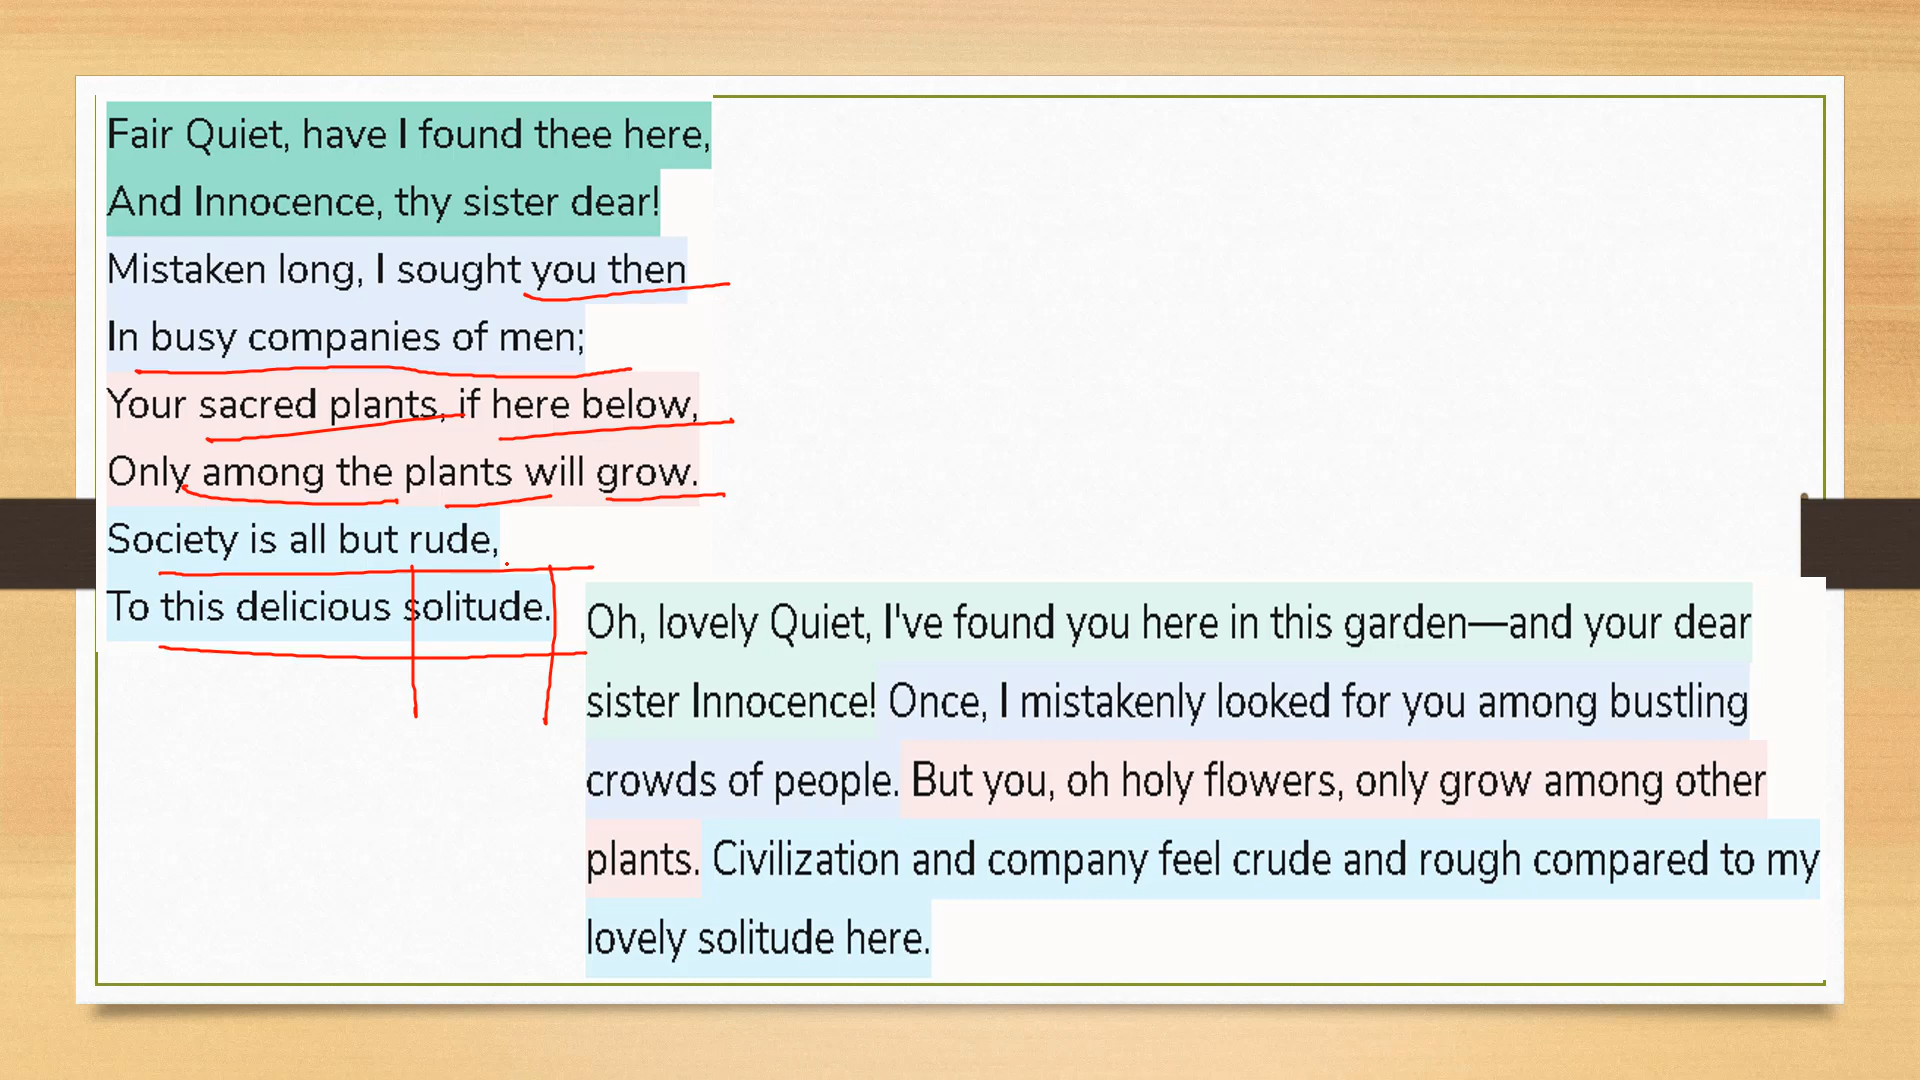 Fair Quiet, have I found thee here,
And Innocence, thy sister dear!
Mistaken long, I sought you then
In busy companies of men;
Your sacred plants, if here below,
Only among the plants will grow.
Society is all but rude,
To this delicious solitude.
Oh, lovely Quiet, I've found you here in this garden—and your dear
sister Innocence! Once, I mistakenly looked for you among bustling
crowds of people. But you, oh holy flowers, only grow among other
plants. Civilization and company feel crude and rough compared to my
lovely solitude here.